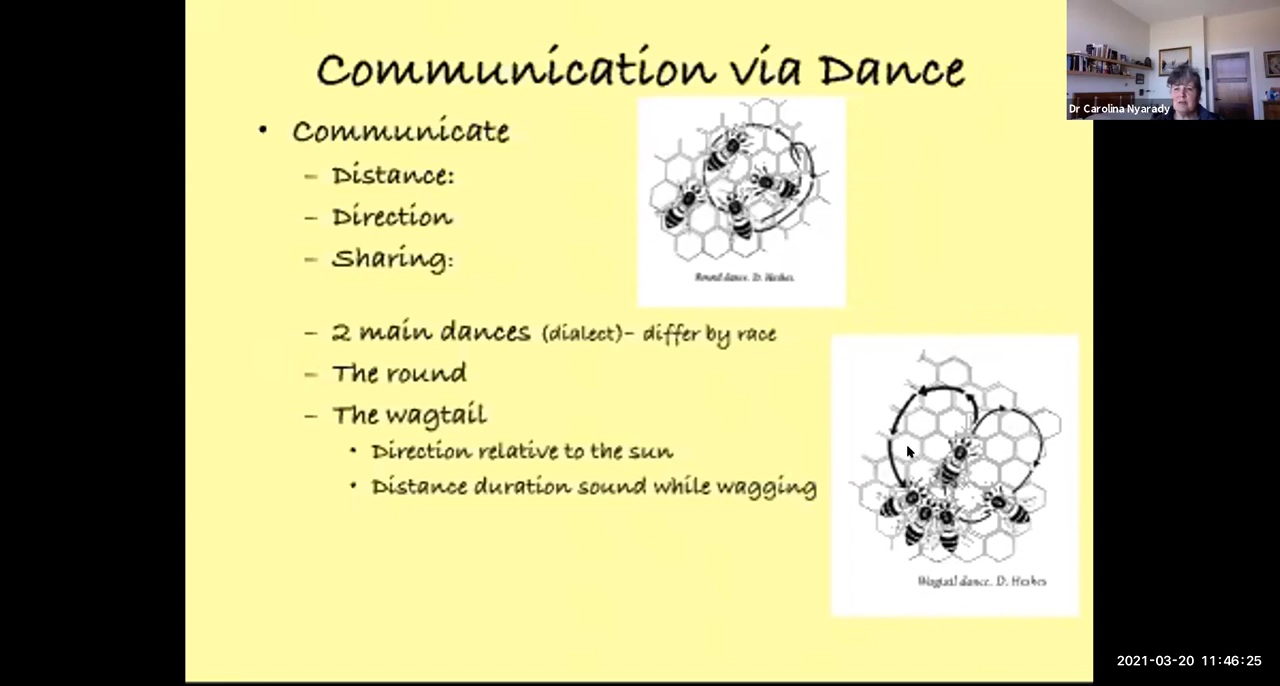 Communication via Dance
Dr Carolina Nyarady
• Communicate
– Distance:
– Direction
– Sharing:
Round dance. D. Heskes.
– 2 main dances (dialect)– differ by race
– The round
– The wagtail
• Direction relative to the sun
• Distance duration sound while wagging
Wagtail dance. D. Heskes
2021-03-20 11:46:25